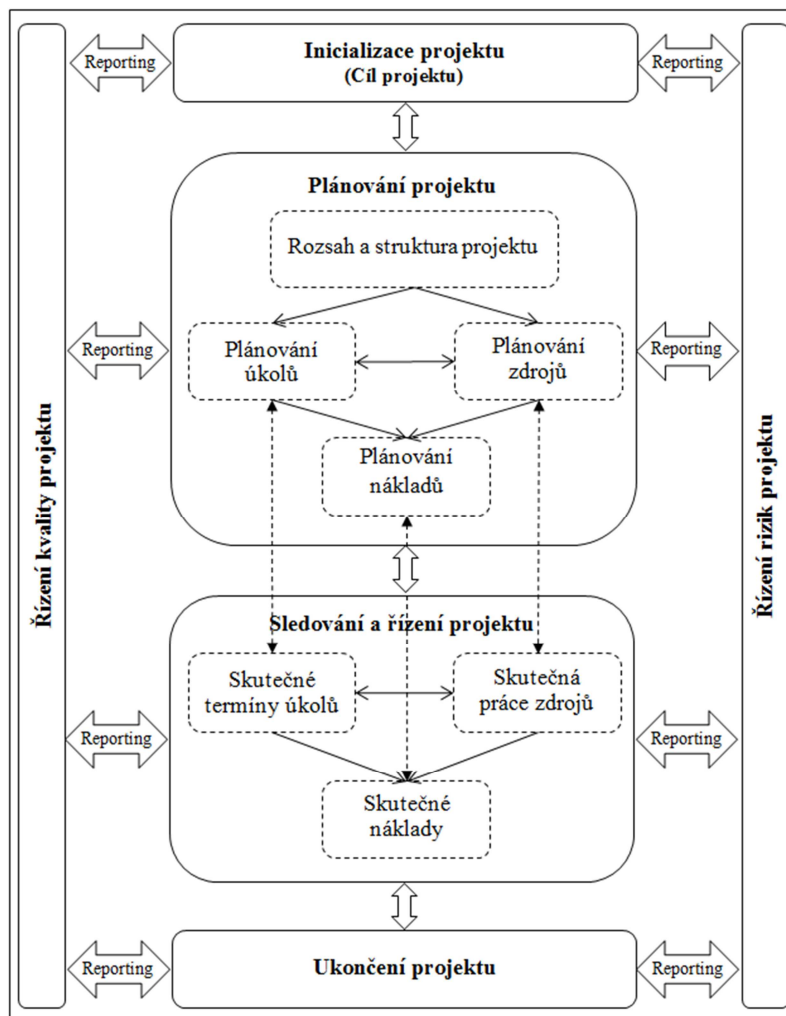 Inicializace projektu
(Cíl projektu)
Reporting
Reporting
Plánování projektu
Rozsah a struktura projektu
Plánování
úkolů
Plánování
zdrojů
Reporting
Reporting
Plánování
nákladů
Řízení kvality projektu
Řízení rizik projektu
Sledování a řízení projektu
Skutečné
termíny úkolů
Skutečná
práce zdrojů
Reporting
Reporting
Skutečné
náklady
Ukončení projektu
Reporting
Reporting